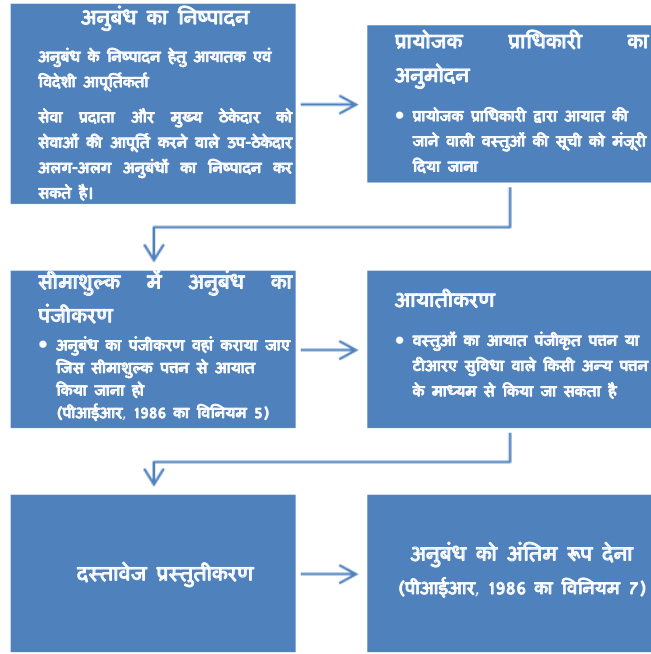 अनुबंध का निष्पादन
अनुबंध के निष्पादन हेतु आयातक एवं
विदेशी आपूर्तिकर्ता
सेवा प्रदाता और मुख्य ठेकेदार को
सेवाओं की आपूर्ति करने वाले उप-ठेकेदार
अलग-अलग अनुबंधों का निष्पादन कर
सकते है।
प्रायोजक प्राधिकारी का
अनुमोदन
• प्रायोजक प्राधिकारी द्वारा आयात की
जाने वाली वस्तुओं की सूची को मंजूरी
दिया जाना
सीमाशुल्क में अनुबंध का
पंजीकरण
• अनुबंध का पंजीकरण वहां कराया जाए
जिस सीमाशुल्क पत्तन से आयात
किया जाना हो
(पीआईआर, 1986 का विनियम 5)
आयातीकरण
• वस्तुओं का आयात पंजीकृत पत्तन या
टीआरए सुविधा वाले किसी अन्य पत्तन
के माध्यम से किया जा सकता है
दस्तावेज प्रस्तुतीकरण
अनुबंध को अंतिम रूप देना
(पीआईआर, 1986 का विनियम 7)